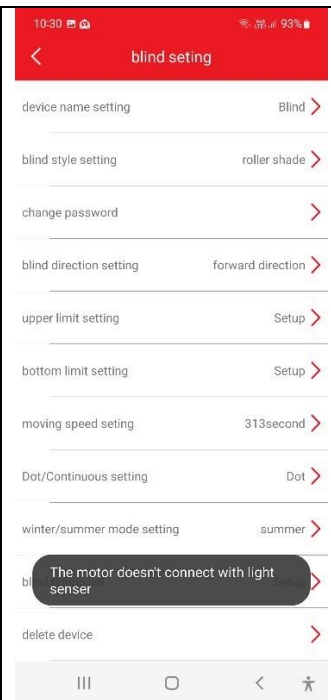 10:30 93%
blind seting
device name setting Blind
blind style setting roller shade
change password
blind direction setting forward direction
upper limit setting Setup
bottom limit setting Setup
moving speed seting 313second
Dot/Continuous setting Dot
winter/summer mode setting summer
The motor doesn't connect with light
senser
delete device